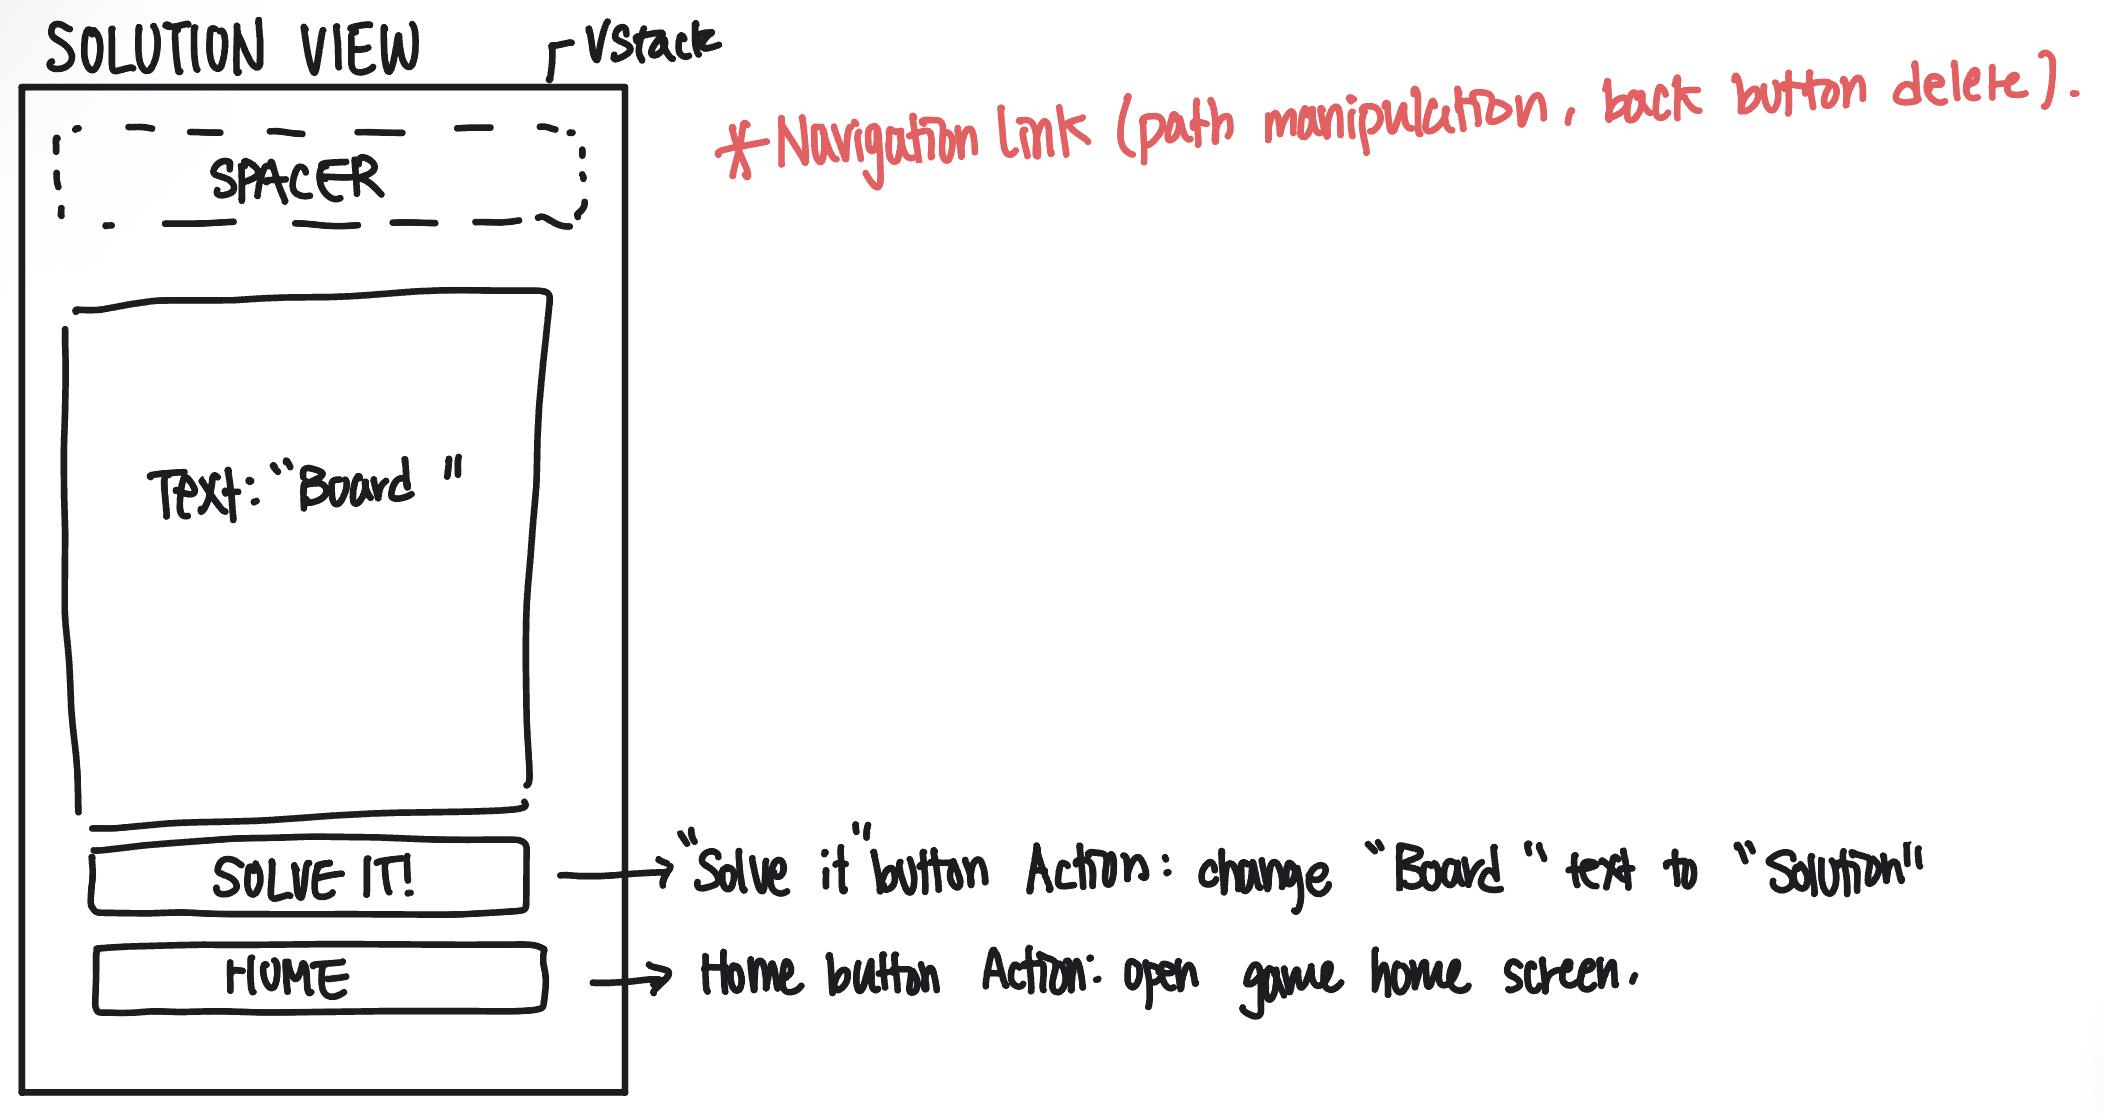 SOLUTION VIEW
VStack
* Navigation link (path manipulation, back button delete).
SPACER
Text: "Board"
SOLVE IT!
"Solve it" button Action: change "Board" text to "Solution"
HOME
Home button Action: open game home screen.